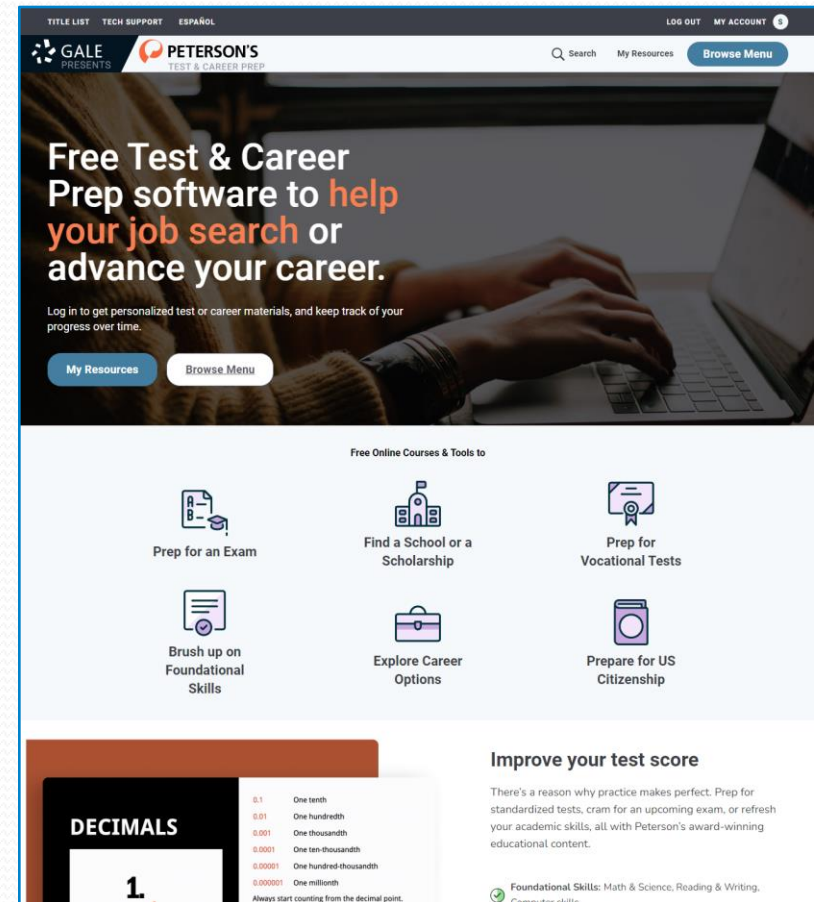 TITLE LIST TECH SUPPORT ESPAÑOL LOG OUT MY ACCOUNT S
GALE PRESENTS PETERSON'S TEST & CAREER PREP Search My Resources Browse Menu
Free Test & Career
Prep software to help
your job search or
advance your career.
Log in to get personalized test or career materials, and keep track of your
progress over time.
My Resources Browse Menu
Free Online Courses & Tools to
Prep for an Exam
Find a School or a
Scholarship
Prep for
Vocational Tests
Brush up on
Foundational
Skills
Explore Career
Options
Prepare for US
Citizenship
DECIMALS
1.
0.1 One tenth
0.01 One hundredth
0.001 One thousandth
0.0001 One ten-thousandth
0.00001 One hundred-thousandth
0.000001 One millionth
Always start counting from the decimal point.
Improve your test score
There's a reason why practice makes perfect. Prep for
standardized tests, cram for an upcoming exam, or refresh
your academic skills, all with Peterson's award-winning
educational content.
Foundational Skills: Math & Science, Reading & Writing,
Computer skills